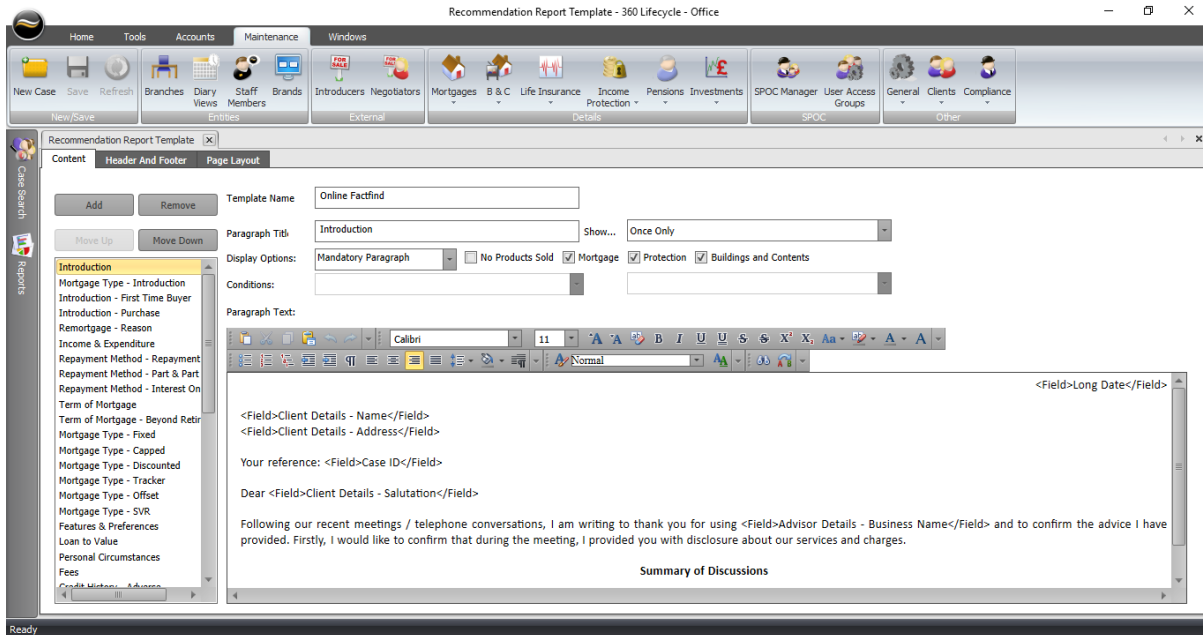 Recommendation Report Template - 360 Lifecycle - Office
Home Tools Accounts Maintenance Windows
New Case Save Refresh Branches Diary Views Staff Members Brands Introducers Negotiators Mortgages B & C Life Insurance Income Protection Pensions Investments SPOC Manager User Access Groups General Clients Compliance
New/Save Entities External Details SPOC Other
Case Search
Reports
Recommendation Report Template
Content Header And Footer Page Layout
Add Remove
Move Up Move Down
Template Name Online Factfind
Paragraph Title Introduction Show... Once Only
Display Options: Mandatory Paragraph No Products Sold Mortgage Protection Buildings and Contents
Conditions:
Paragraph Text:
Introduction
Mortgage Type - Introduction
Introduction - First Time Buyer
Introduction - Purchase
Remortgage - Reason
Income & Expenditure
Repayment Method - Repayment
Repayment Method - Part & Part
Repayment Method - Interest On
Term of Mortgage
Term of Mortgage - Beyond Retir
Mortgage Type - Fixed
Mortgage Type - Capped
Mortgage Type - Discounted
Mortgage Type - Tracker
Mortgage Type - Offset
Mortgage Type - SVR
Features & Preferences
Loan to Value
Personal Circumstances
Fees
Credit History - Adverse
Calibri 11 A A B I U U S S X² X₂ Aa A A
Normal
<Field>Long Date</Field>
<Field>Client Details - Name</Field>
<Field>Client Details - Address</Field>
Your reference: <Field>Case ID</Field>
Dear <Field>Client Details - Salutation</Field>
Following our recent meetings / telephone conversations, I am writing to thank you for using <Field>Advisor Details - Business Name</Field> and to confirm the advice I have
provided. Firstly, I would like to confirm that during the meeting, I provided you with disclosure about our services and charges.
Summary of Discussions
Ready